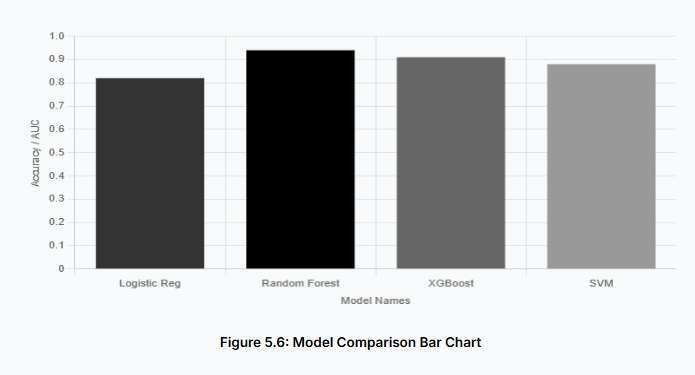 1.0
0.9
0.8
0.7
0.6
0.5
0.4
0.3
0.2
0.1
0
Accuracy / AUC
Logistic Reg Random Forest XGBoost SVM
Model Names
Figure 5.6: Model Comparison Bar Chart